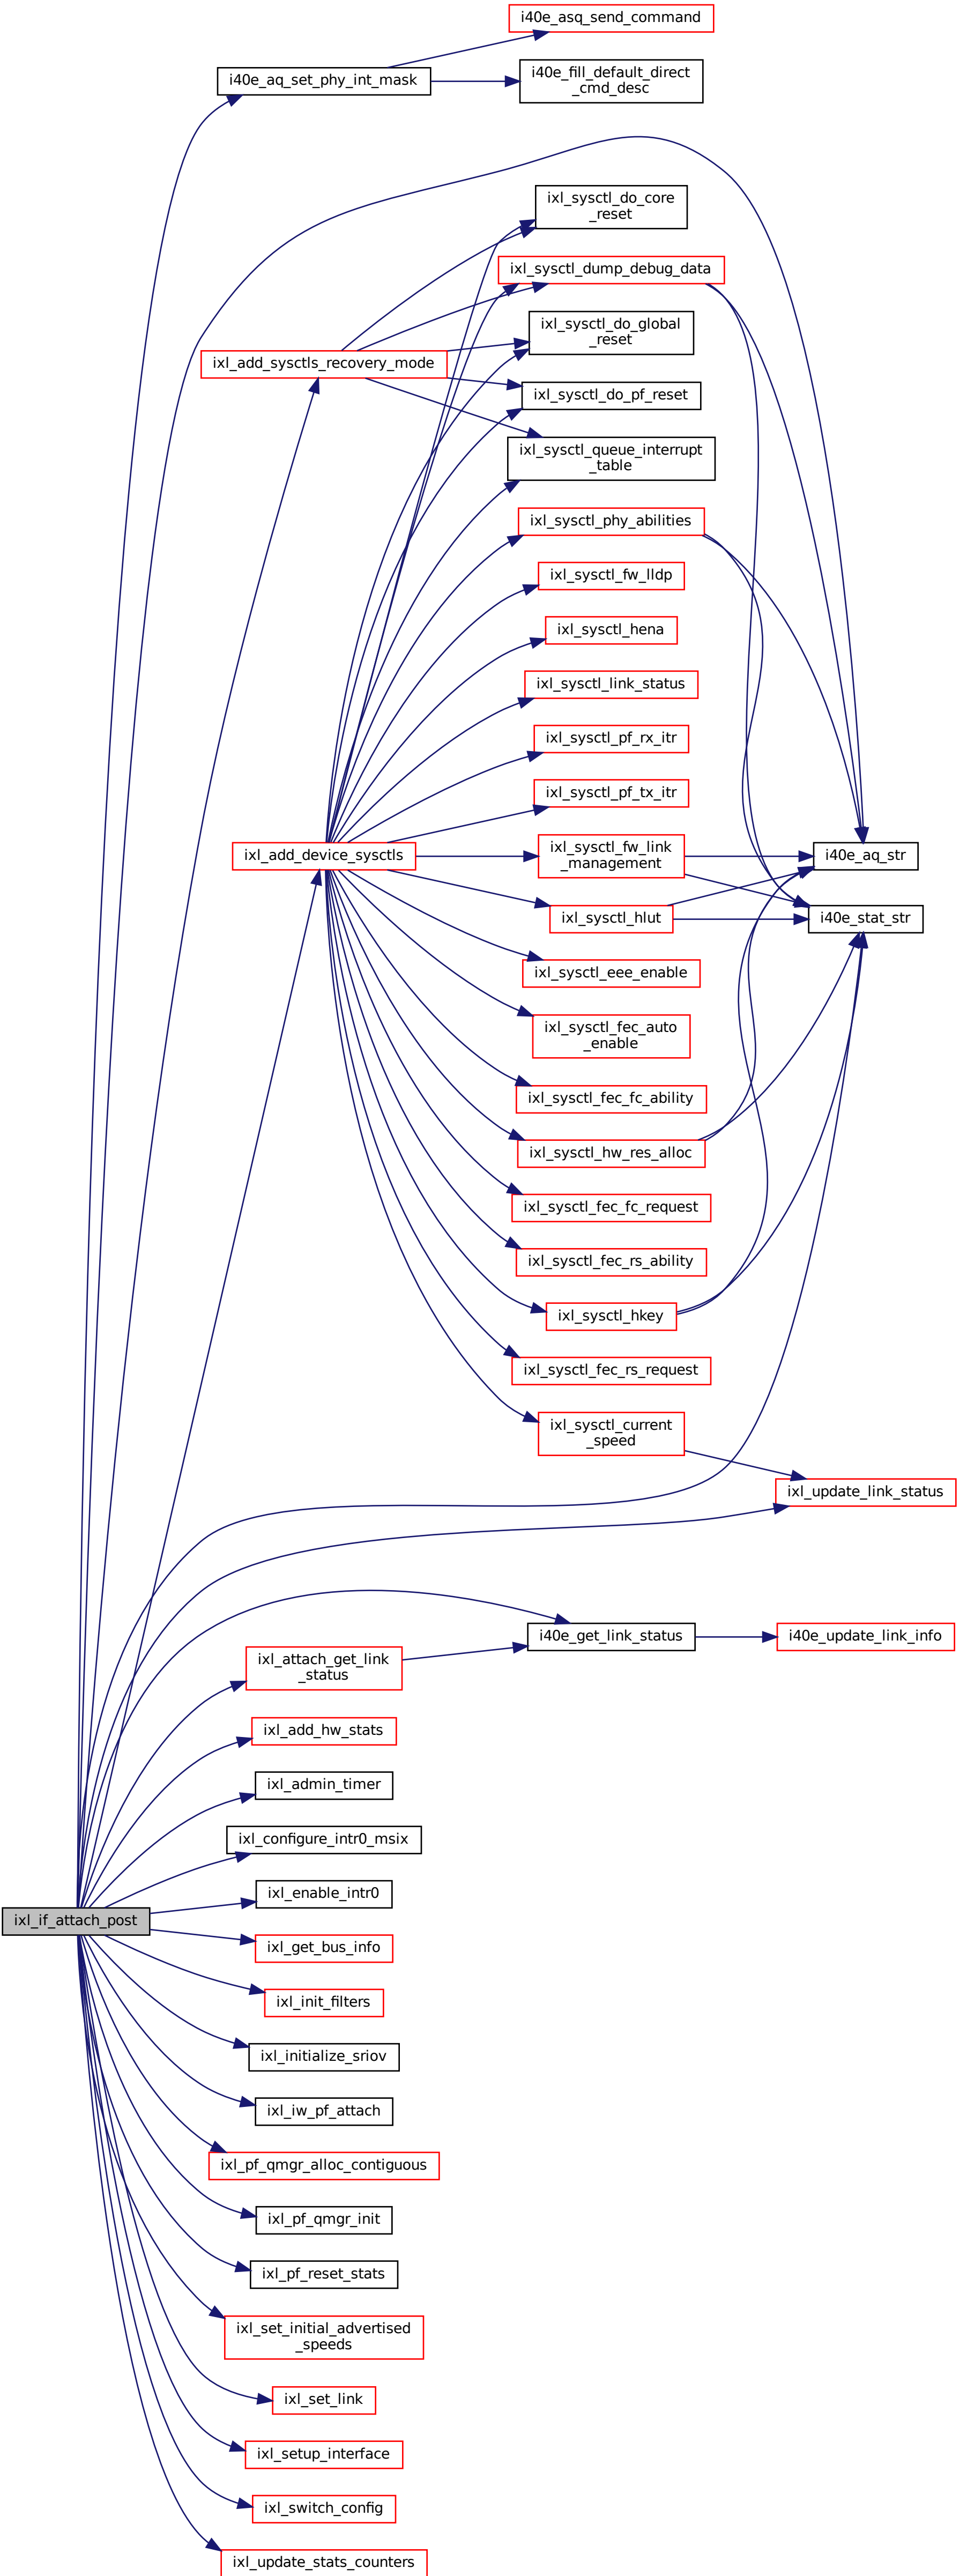 i40e_asq_send_command
i40e_aq_set_phy_int_mask
i40e_fill_default_direct
_cmd_desc
ixl_sysctl_do_core
_reset
ixl_sysctl_dump_debug_data
ixl_sysctl_do_global
_reset
ixl_add_sysctls_recovery_mode
ixl_sysctl_do_pf_reset
ixl_sysctl_queue_interrupt
_table
ixl_sysctl_phy_abilities
ixl_sysctl_fw_lldp
ixl_sysctl_hena
ixl_sysctl_link_status
ixl_sysctl_pf_rx_itr
ixl_sysctl_pf_tx_itr
ixl_add_device_sysctls
ixl_sysctl_fw_link
_management
i40e_aq_str
ixl_sysctl_hlut
i40e_stat_str
ixl_sysctl_eee_enable
ixl_sysctl_fec_auto
_enable
ixl_sysctl_fec_fc_ability
ixl_sysctl_hw_res_alloc
ixl_sysctl_fec_fc_request
ixl_sysctl_fec_rs_ability
ixl_sysctl_hkey
ixl_sysctl_fec_rs_request
ixl_sysctl_current
_speed
ixl_update_link_status
i40e_get_link_status
i40e_update_link_info
ixl_attach_get_link
_status
ixl_add_hw_stats
ixl_admin_timer
ixl_configure_intr0_msix
ixl_enable_intr0
ixl_if_attach_post
ixl_get_bus_info
ixl_init_filters
ixl_initialize_sriov
ixl_iw_pf_attach
ixl_pf_qmgr_alloc_contiguous
ixl_pf_qmgr_init
ixl_pf_reset_stats
ixl_set_initial_advertised
_speeds
ixl_set_link
ixl_setup_interface
ixl_switch_config
ixl_update_stats_counters